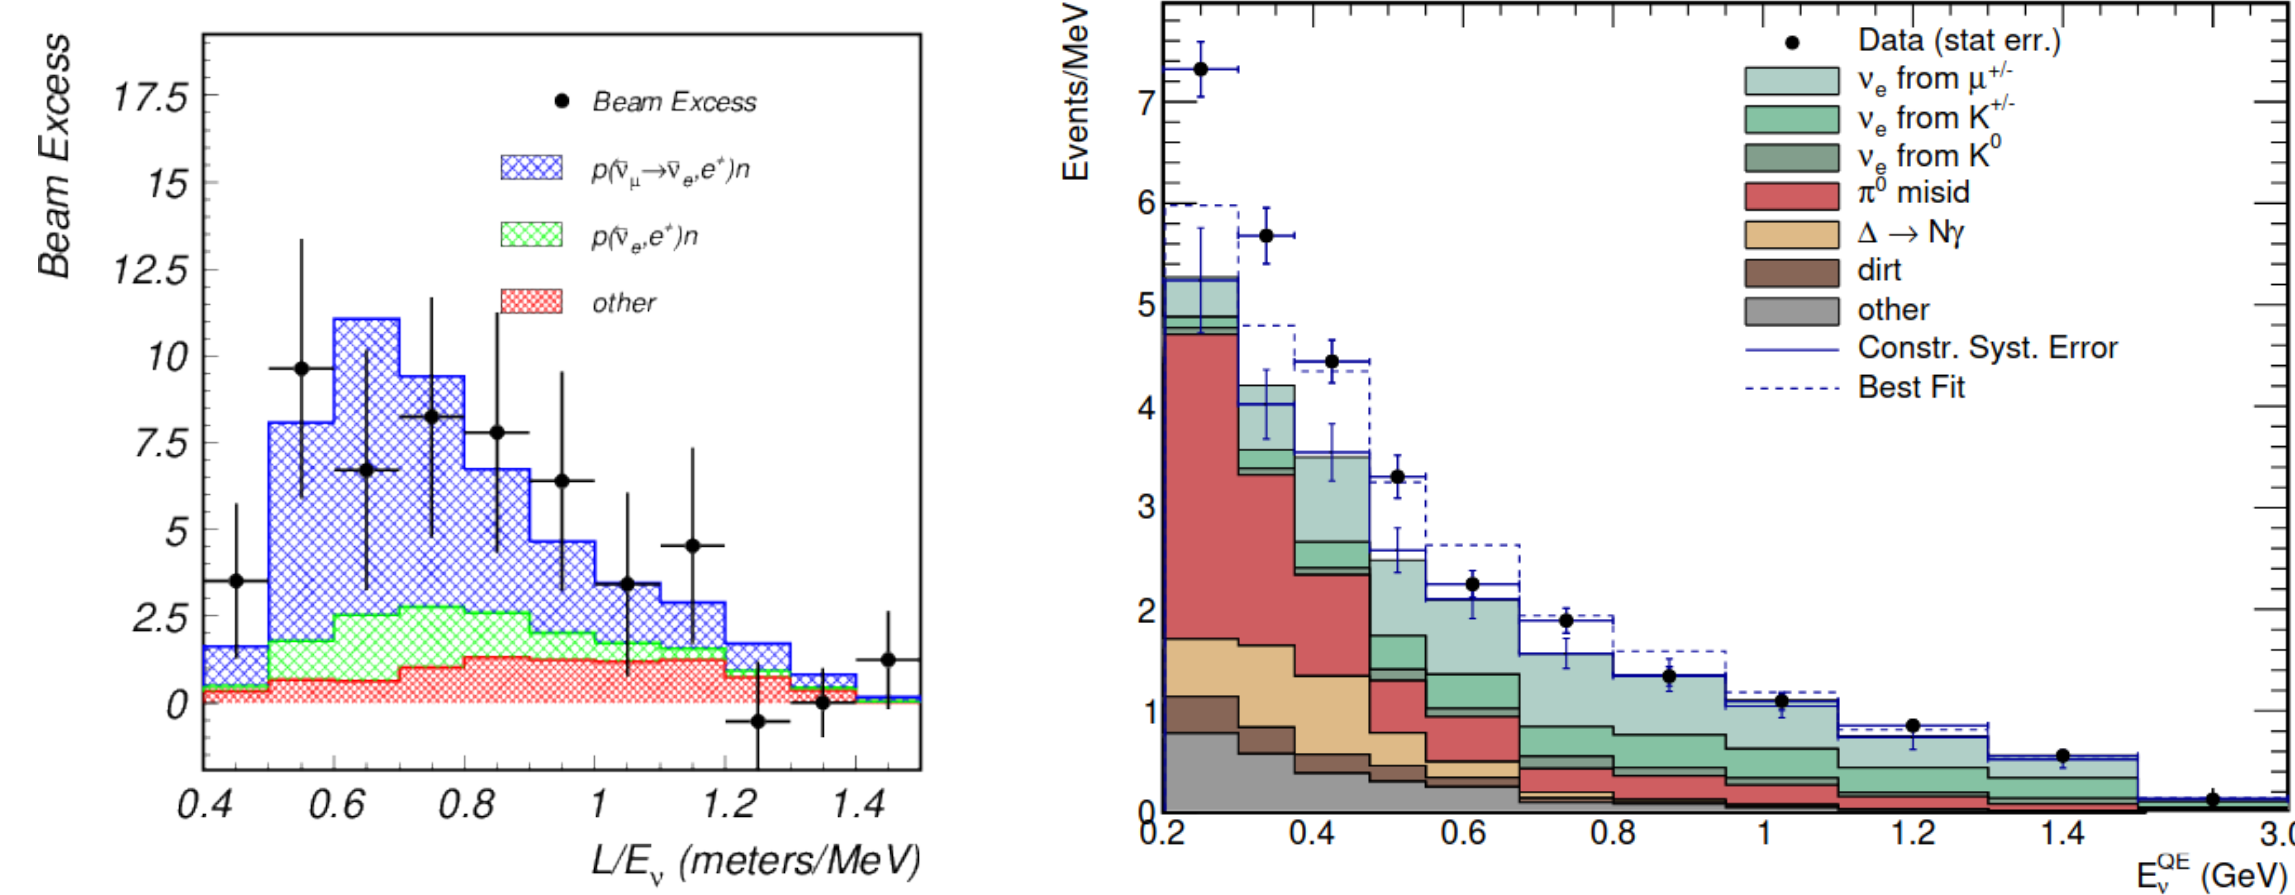 Beam Excess
17.5
15
12.5
10
7.5
5
2.5
0
Beam Excess
p(ν̄μ→ν̄e,e⁺)n
p(ν̄e,e⁺)n
other
0.4 0.6 0.8 1 1.2 1.4
L/Eν (meters/MeV)
Events/MeV
7
6
5
4
3
2
1
0
Data (stat err.)
νe from μ+/-
νe from K+/-
νe from K0
π0 misid
Δ → Nγ
dirt
other
Constr. Syst. Error
Best Fit
0.2 0.4 0.6 0.8 1 1.2 1.4 3.0
EνQE (GeV)